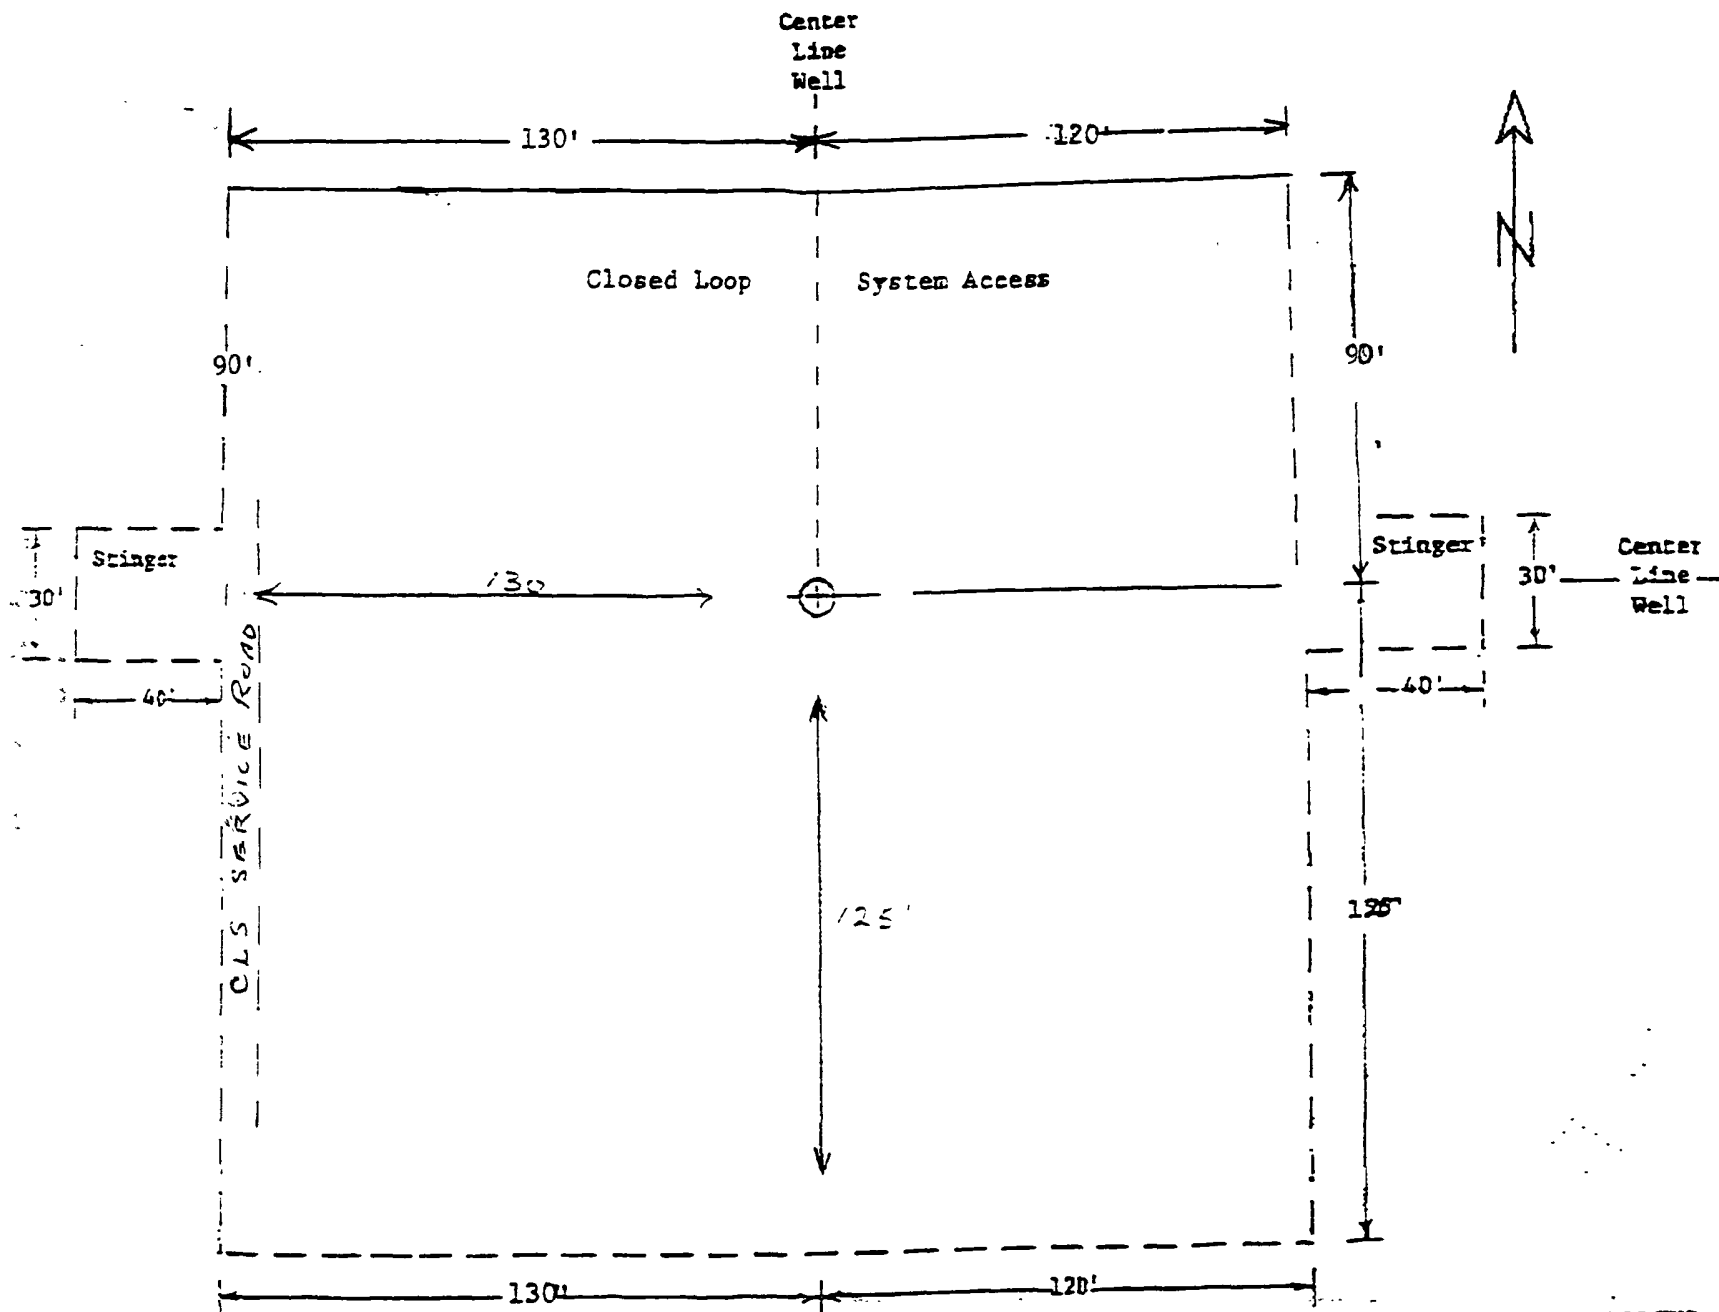 Center
Line
Well
130'
120'
N
Closed Loop
System Access
90'
90'
Stinger
Stinger
Center
Line
Well
30'
30'
130
40'
40'
CLS SERVICE ROAD
125'
125'
130'
120'